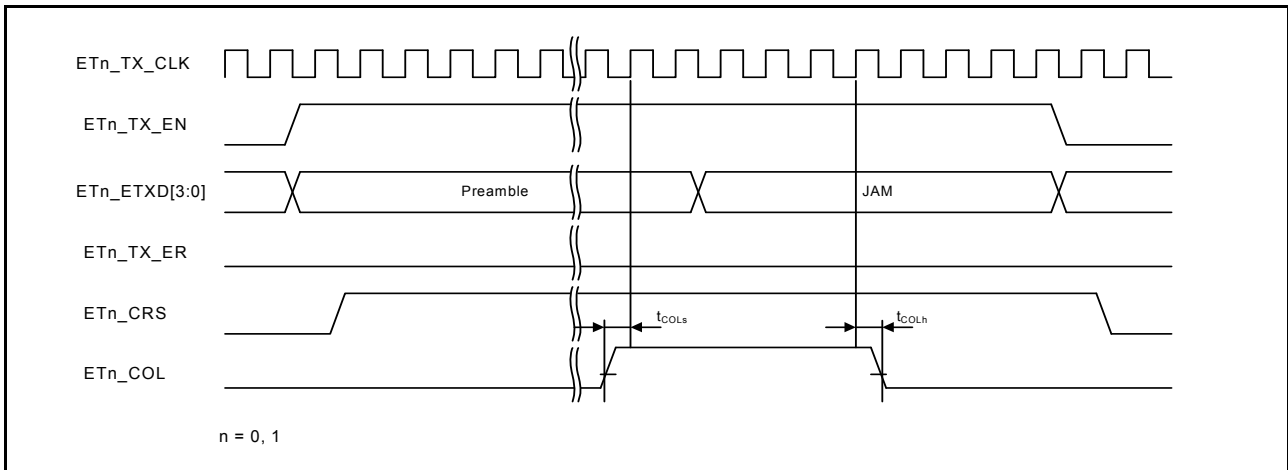 ETn_TX_CLK
ETn_TX_EN
ETn_ETXD[3:0]
Preamble
JAM
ETn_TX_ER
ETn_CRS
tCOLs
tCOLh
ETn_COL
n = 0, 1